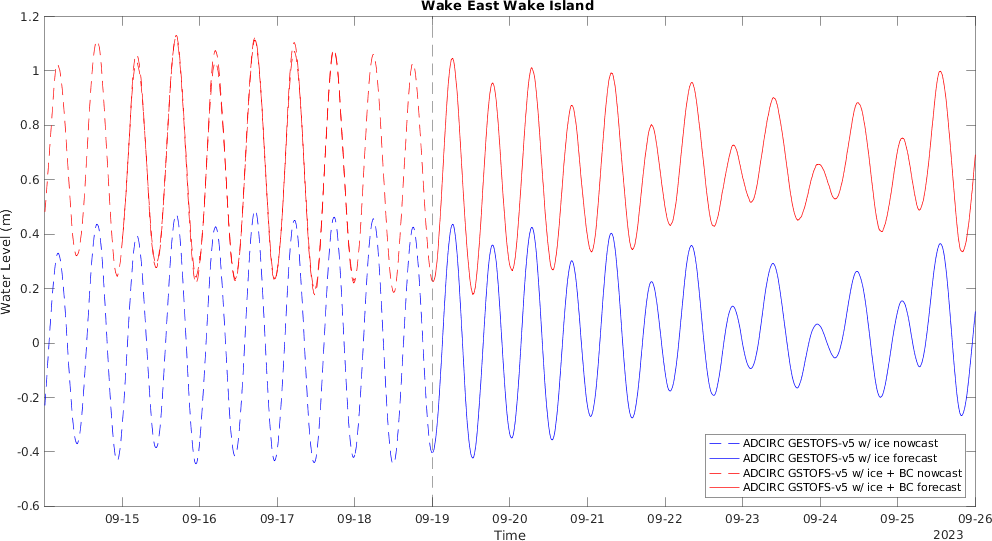 Wake East Wake Island
Water Level (m)
1.2
1
0.8
0.6
0.4
0.2
0
-0.2
-0.4
-0.6
ADCIRC GESTOFS-v5 w/ ice nowcast
ADCIRC GESTOFS-v5 w/ ice forecast
ADCIRC GSTOFS-v5 w/ ice + BC nowcast
ADCIRC GSTOFS-v5 w/ ice + BC forecast
09-15 09-16 09-17 09-18 09-19 09-20 09-21 09-22 09-23 09-24 09-25 09-26
Time
2023